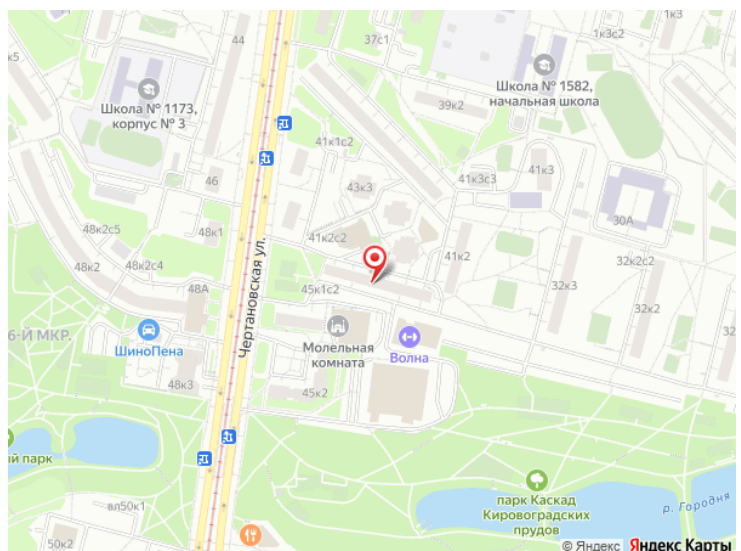 44
37с1
1к3с2
1к3
к5
Школа № 1173,
корпус № 3
Школа № 1582,
начальная школа
39к2
41к1с2
46
43к3
41к3с3
41к3
30А
48к2с5
48к1
41к2с2
41к2
32к2с2
48к2
48к2с4
48А
45к1с2
32к3
32к2
Чертановская ул.
6-Й МКР.
ШиноПена
Молельная
комната
Волна
48к3
45к2
ый парк
парк Каскад
Кировоградских
прудов
р. Городня
вл50к1
50к2
© Яндекс Яндекс Карты